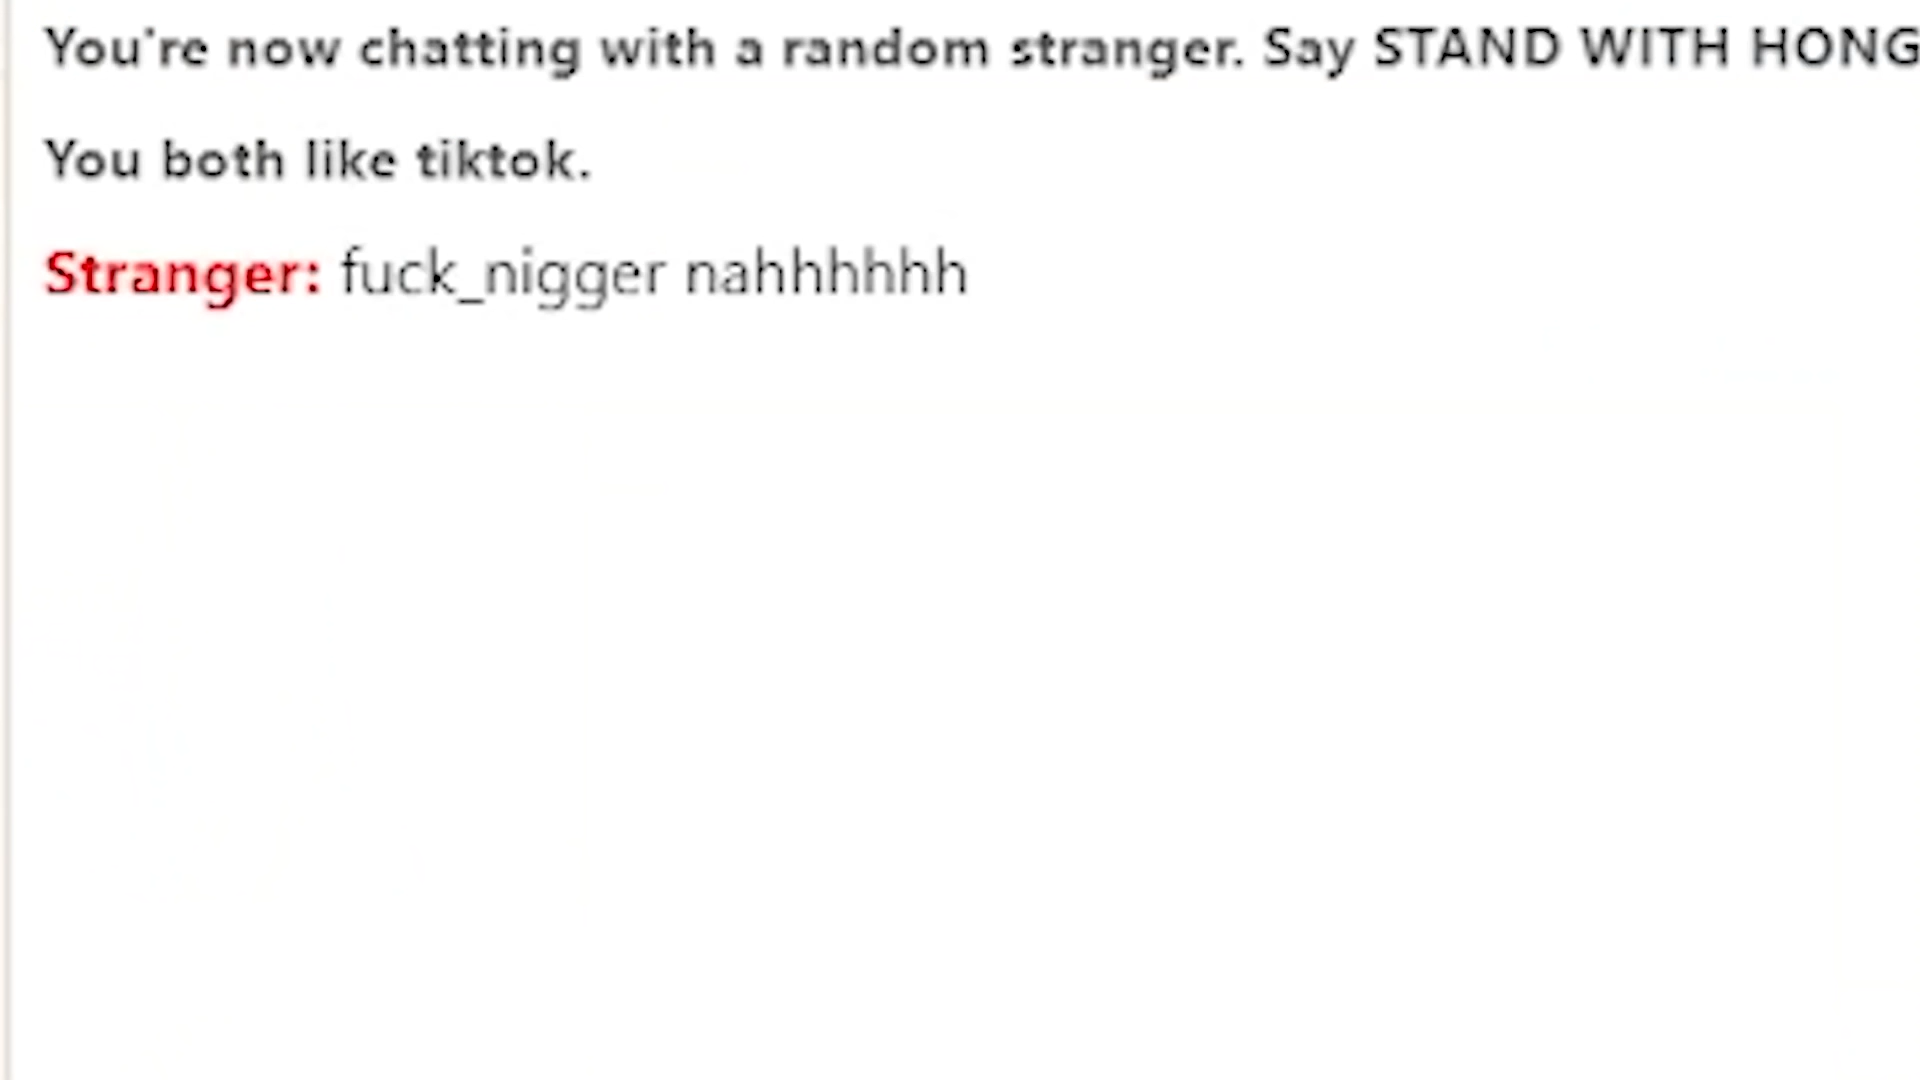 You're now chatting with a random stranger. Say STAND WITH HONG
You both like tiktok.
Stranger: fuck_nigger nahhhhhh